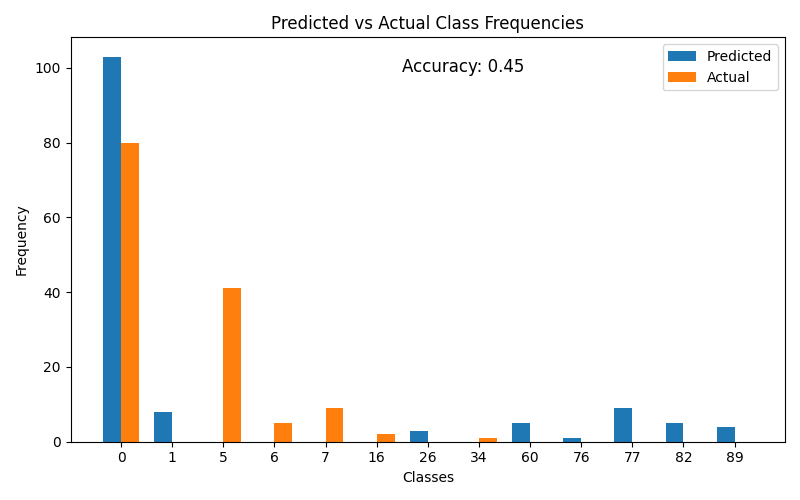 Predicted vs Actual Class Frequencies
Accuracy: 0.45
Predicted
Actual
Frequency
100
80
60
40
20
0
0 1 5 6 7 16 26 34 60 76 77 82 89
Classes